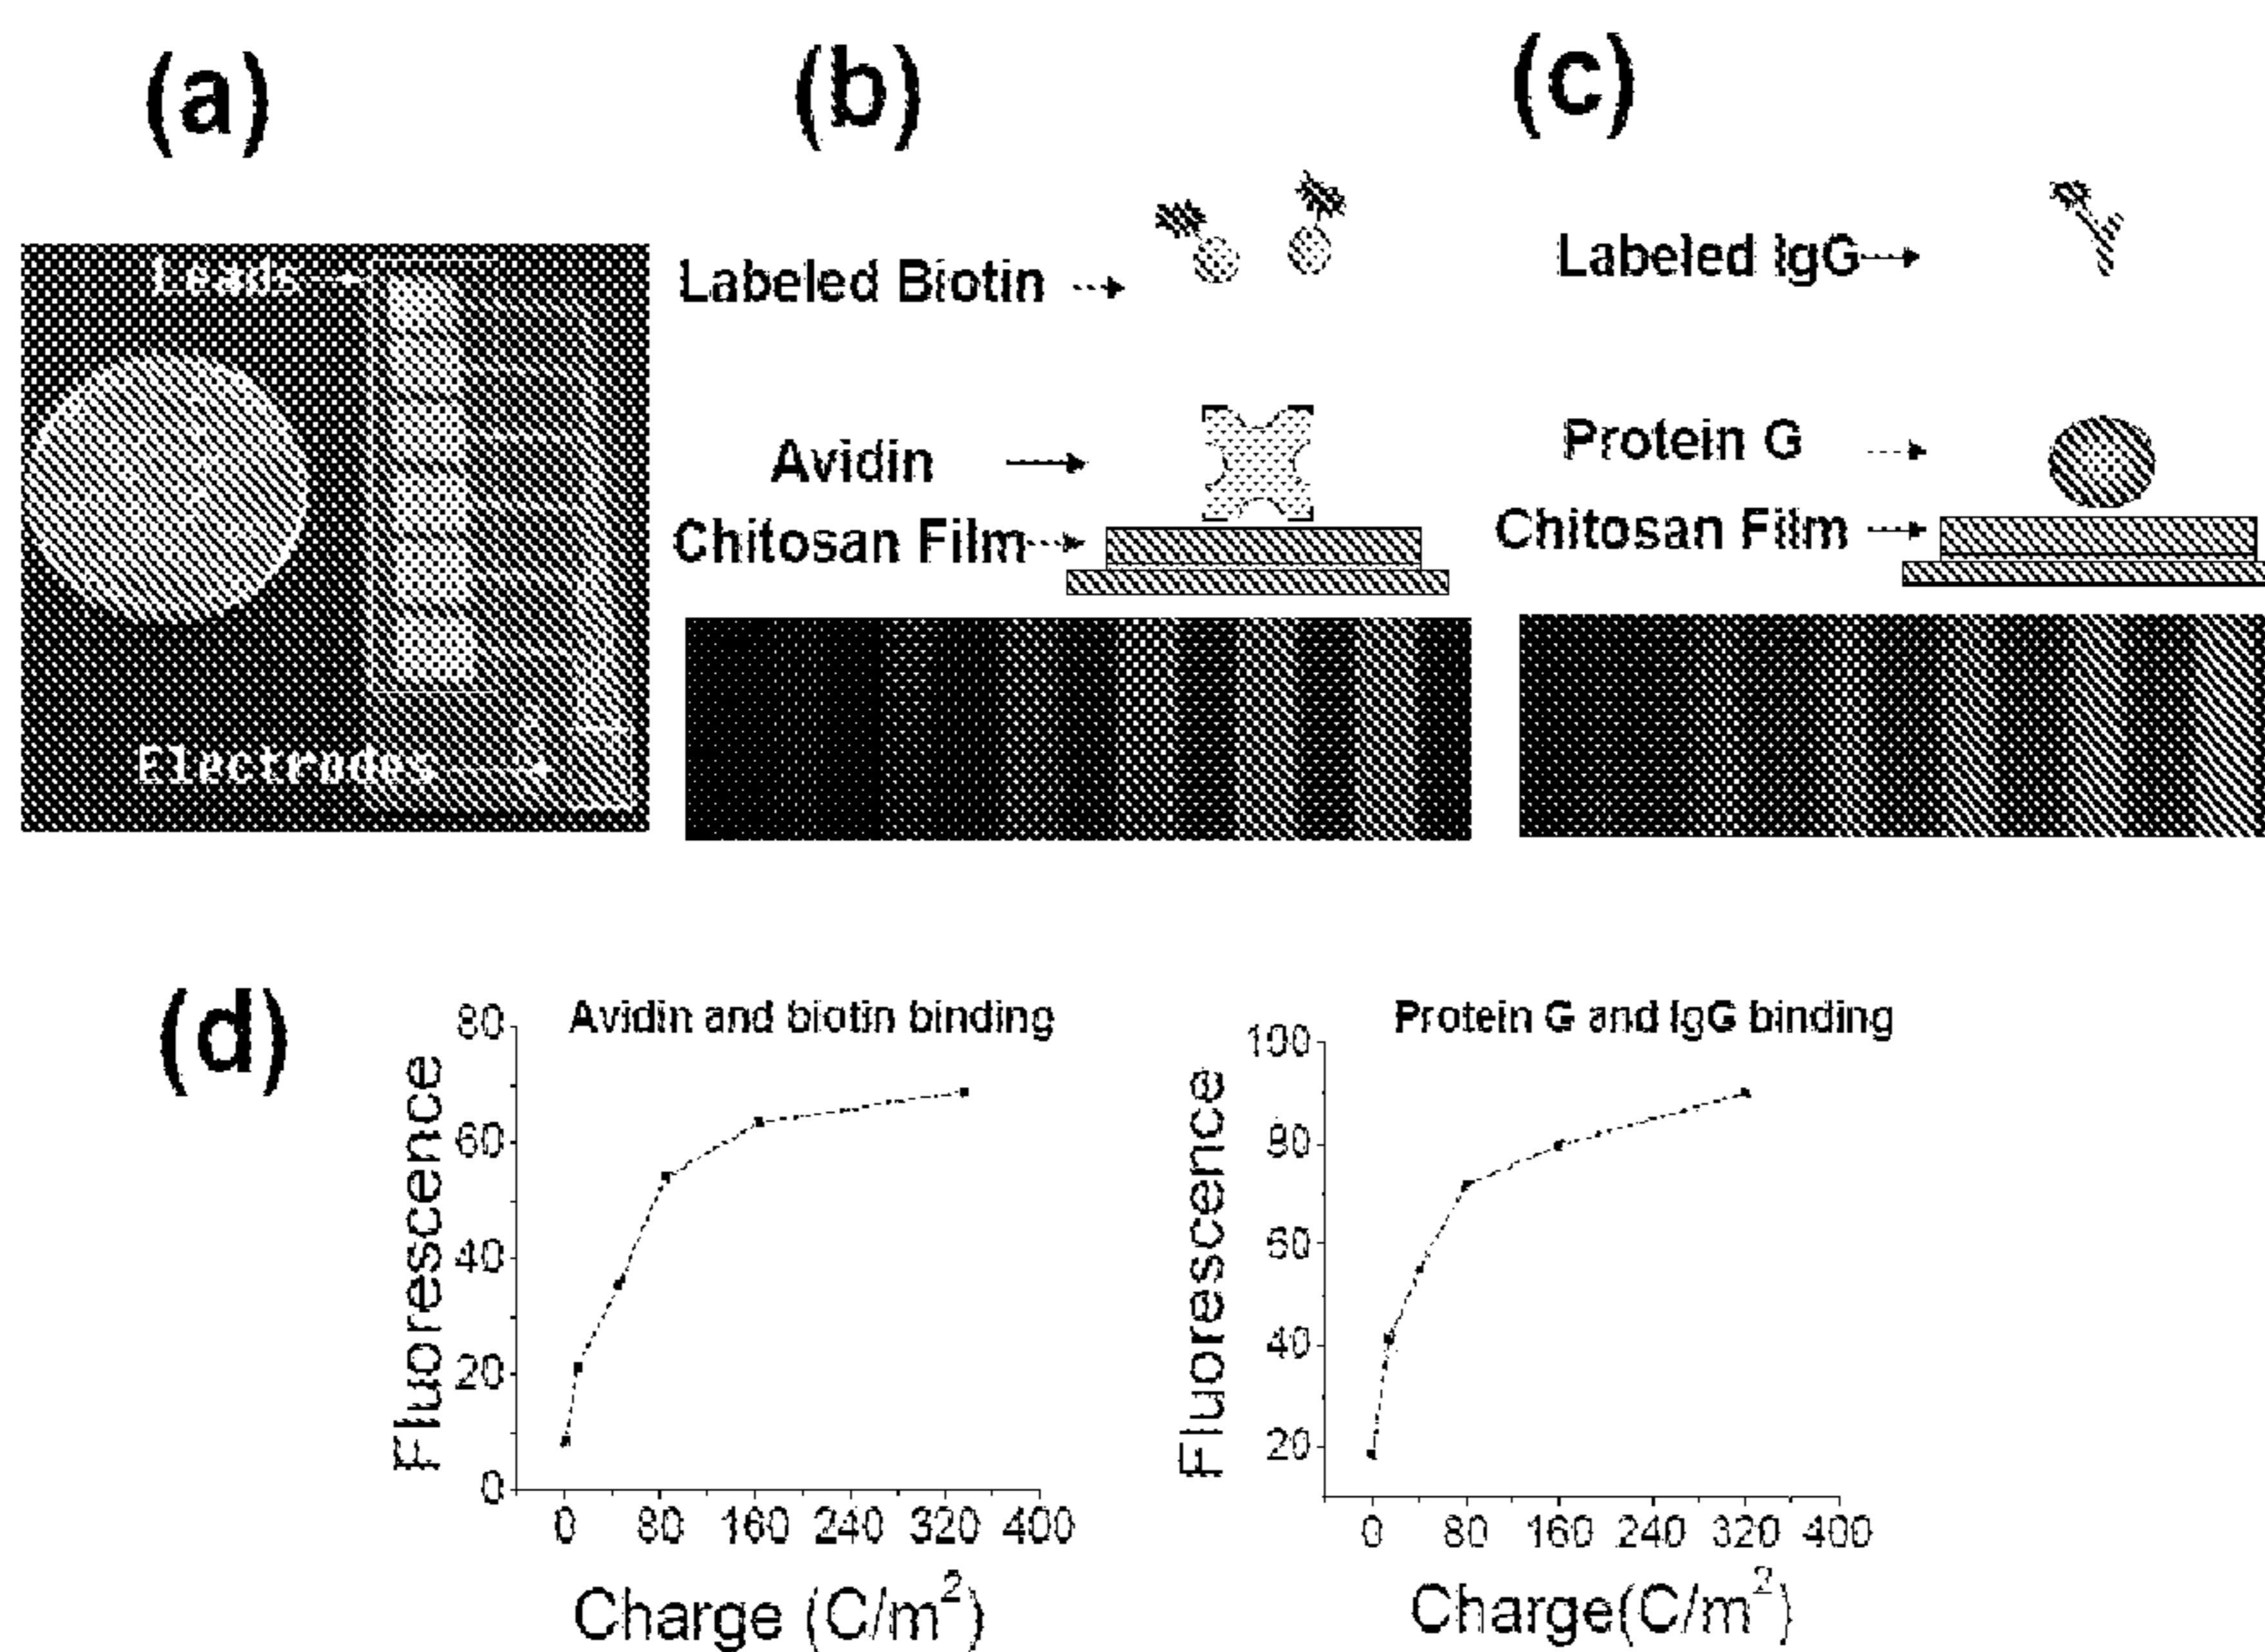 (a)
(b)
(c)
Leads
Electrodes
Labeled Biotin
Avidin
Chitosan Film
Labeled IgG
Protein G
Chitosan Film
(d)
Avidin and biotin binding
Fluorescence
80
60
40
20
0
0 80 160 240 320 400
Charge (C/m²)
Protein G and IgG binding
Fluorescence
100
80
60
40
20
0 80 160 240 320 400
Charge(C/m²)